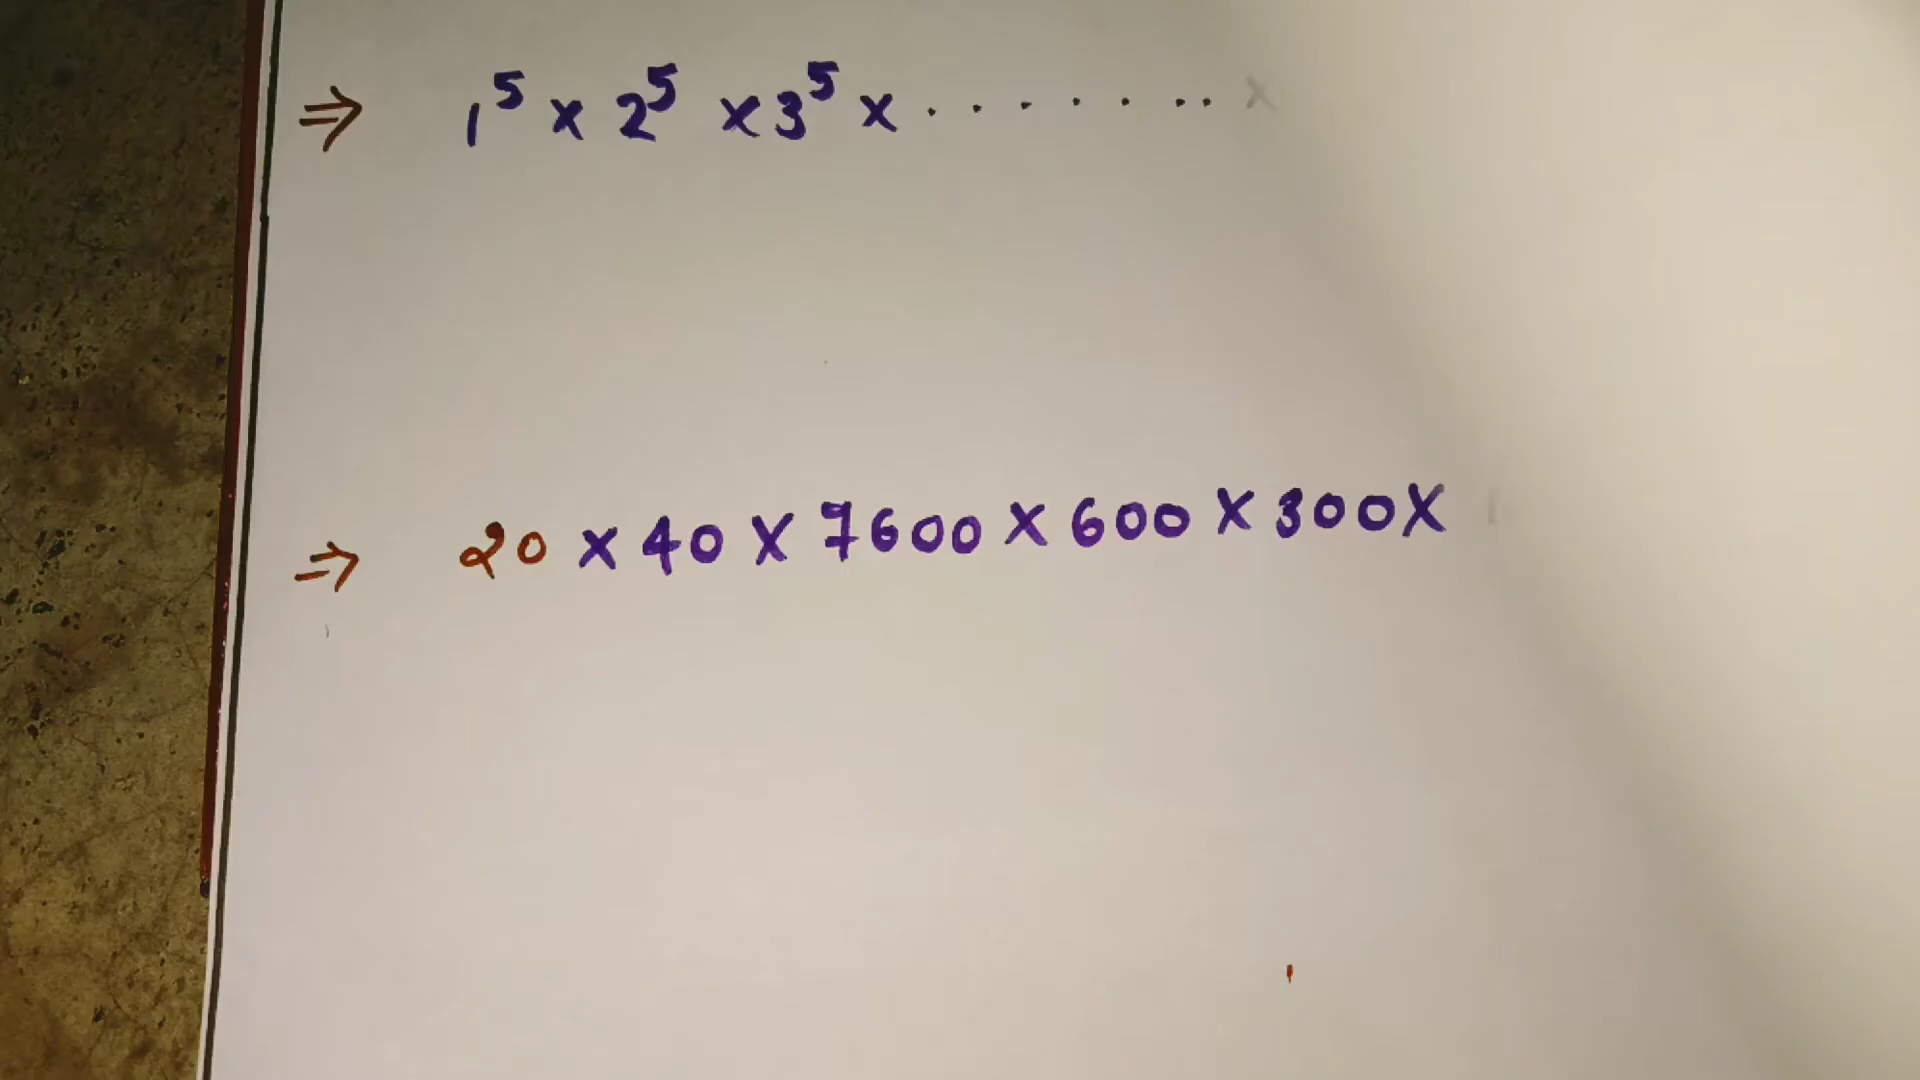 ⇒ 1⁵ × 2⁵ × 3⁵ × ........ ×
⇒ 20 × 40 × 7600 × 600 × 300 ×